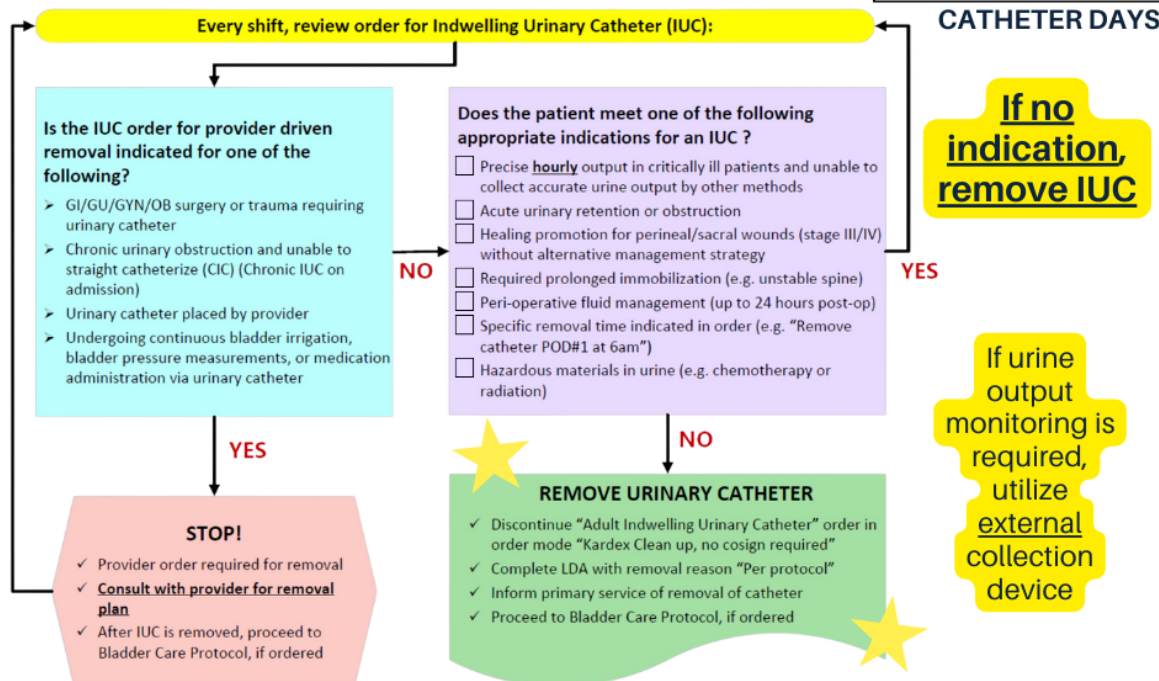 CATHETER DAYS
Every shift, review order for Indwelling Urinary Catheter (IUC):
Is the IUC order for provider driven
removal indicated for one of the
following?
➢ GI/GU/GYN/OB surgery or trauma requiring
urinary catheter
➢ Chronic urinary obstruction and unable to
straight catheterize (CIC) (Chronic IUC on
admission)
➢ Urinary catheter placed by provider
➢ Undergoing continuous bladder irrigation,
bladder pressure measurements, or medication
administration via urinary catheter
NO
Does the patient meet one of the following
appropriate indications for an IUC ?
Precise hourly output in critically ill patients and unable to
collect accurate urine output by other methods
Acute urinary retention or obstruction
Healing promotion for perineal/sacral wounds (stage III/IV)
without alternative management strategy
Required prolonged immobilization (e.g. unstable spine)
Peri-operative fluid management (up to 24 hours post-op)
Specific removal time indicated in order (e.g. “Remove
catheter POD#1 at 6am”)
Hazardous materials in urine (e.g. chemotherapy or
radiation)
YES
If no
indication,
remove IUC
YES
NO
STOP!
✓ Provider order required for removal
✓ Consult with provider for removal
plan
✓ After IUC is removed, proceed to
Bladder Care Protocol, if ordered
REMOVE URINARY CATHETER
✓ Discontinue “Adult Indwelling Urinary Catheter” order in
order mode “Kardex Clean up, no cosign required”
✓ Complete LDA with removal reason “Per protocol”
✓ Inform primary service of removal of catheter
✓ Proceed to Bladder Care Protocol, if ordered
If urine
output
monitoring is
required,
utilize
external
collection
device